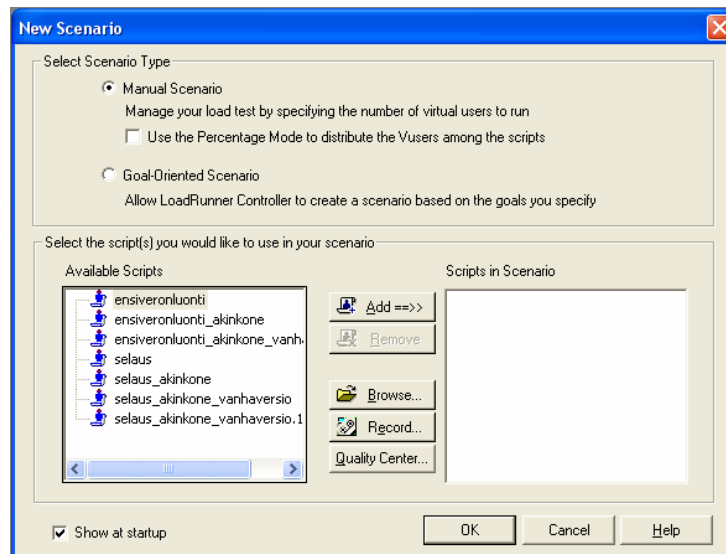 New Scenario
Select Scenario Type
Manual Scenario
Manage your load test by specifying the number of virtual users to run
Use the Percentage Mode to distribute the Vusers among the scripts
Goal-Oriented Scenario
Allow LoadRunner Controller to create a scenario based on the goals you specify
Select the script(s) you would like to use in your scenario
Available Scripts
Scripts in Scenario
ensiveronluonti
ensiveronluonti_akinkone
ensiveronluonti_akinkone_vanh
selaus
selaus_akinkone
selaus_akinkone_vanhaversio
selaus_akinkone_vanhaversio.1
Add ==>>
Remove
Browse...
Record...
Quality Center...
Show at startup
OK
Cancel
Help